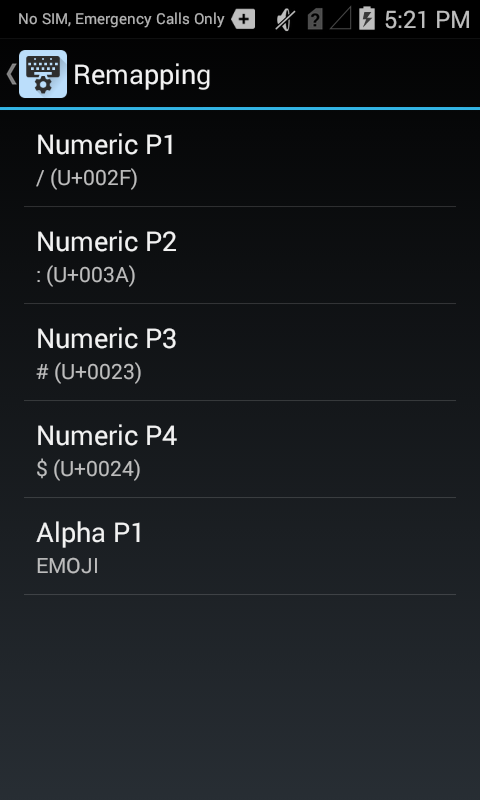 No SIM, Emergency Calls Only 5:21 PM
Remapping
Numeric P1
/ (U+002F)
Numeric P2
: (U+003A)
Numeric P3
# (U+0023)
Numeric P4
$ (U+0024)
Alpha P1
EMOJI